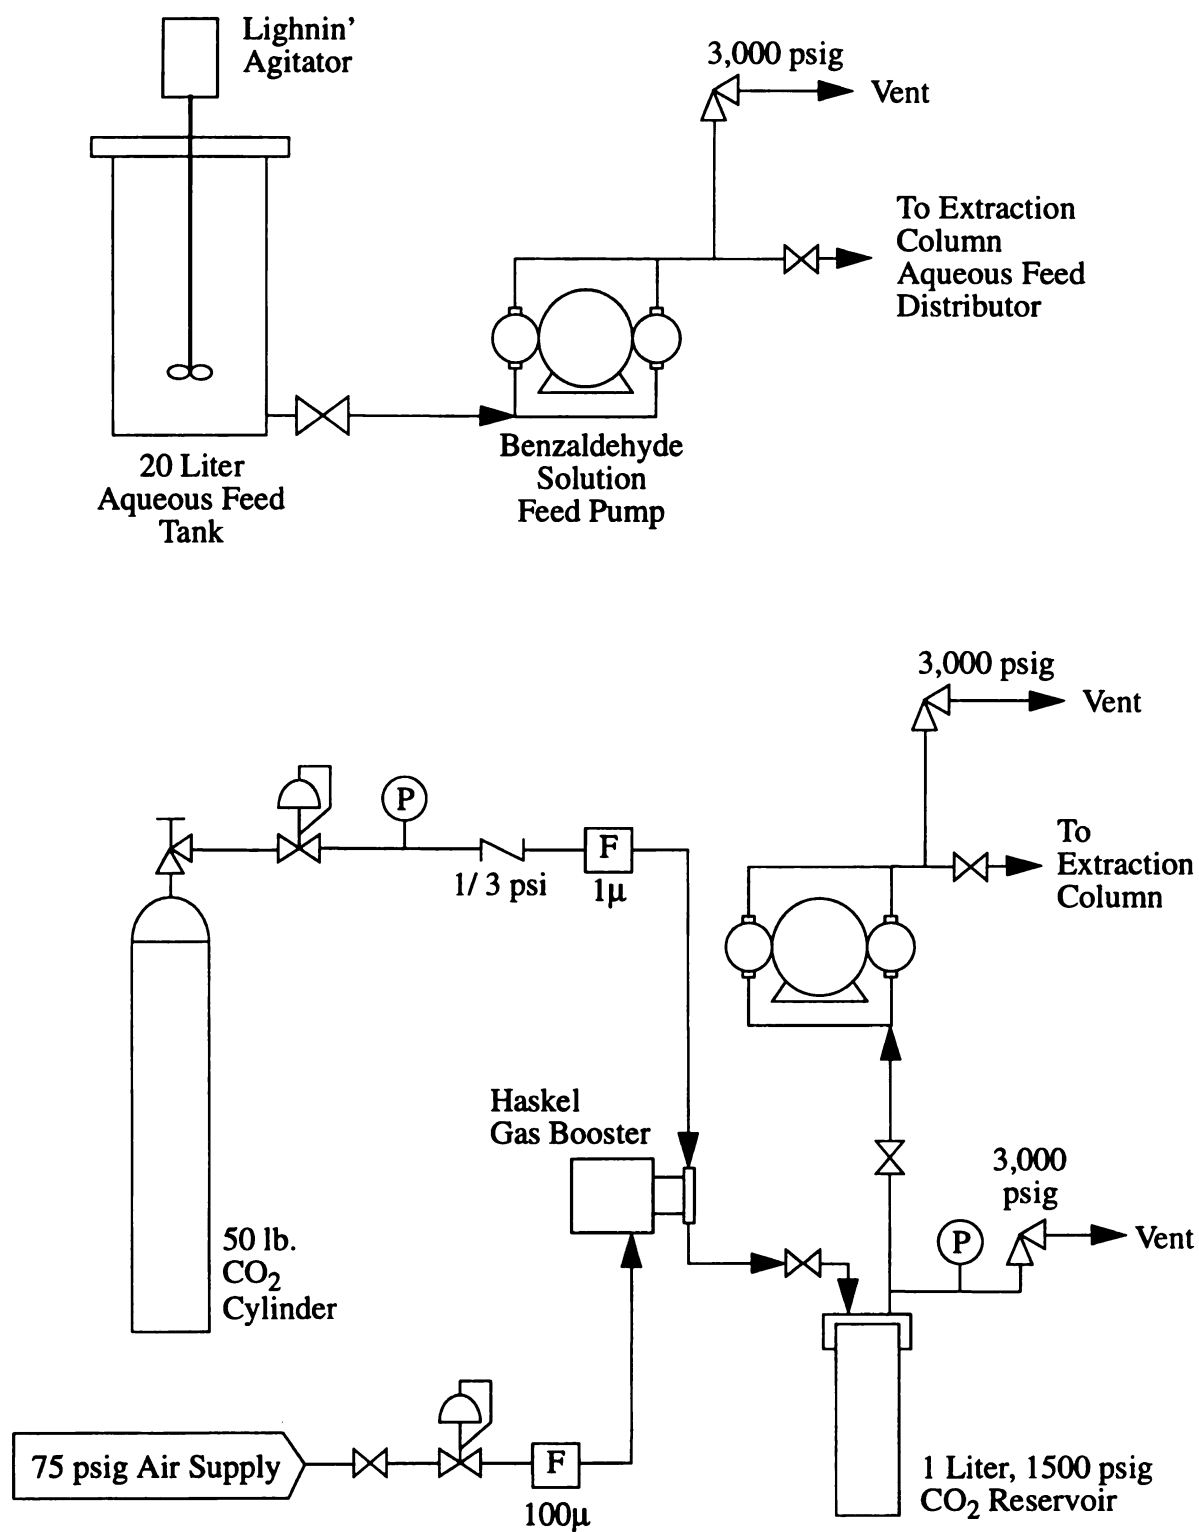 Lighnin'
Agitator
3,000 psig
Vent
To Extraction
Column
Aqueous Feed
Distributor
20 Liter
Aqueous Feed
Tank
Benzaldehyde
Solution
Feed Pump
3,000 psig
Vent
P
1/ 3 psi
F
1μ
To
Extraction
Column
Haskel
Gas Booster
3,000
psig
P
Vent
50 lb.
CO₂
Cylinder
75 psig Air Supply
F
100μ
1 Liter, 1500 psig
CO₂ Reservoir